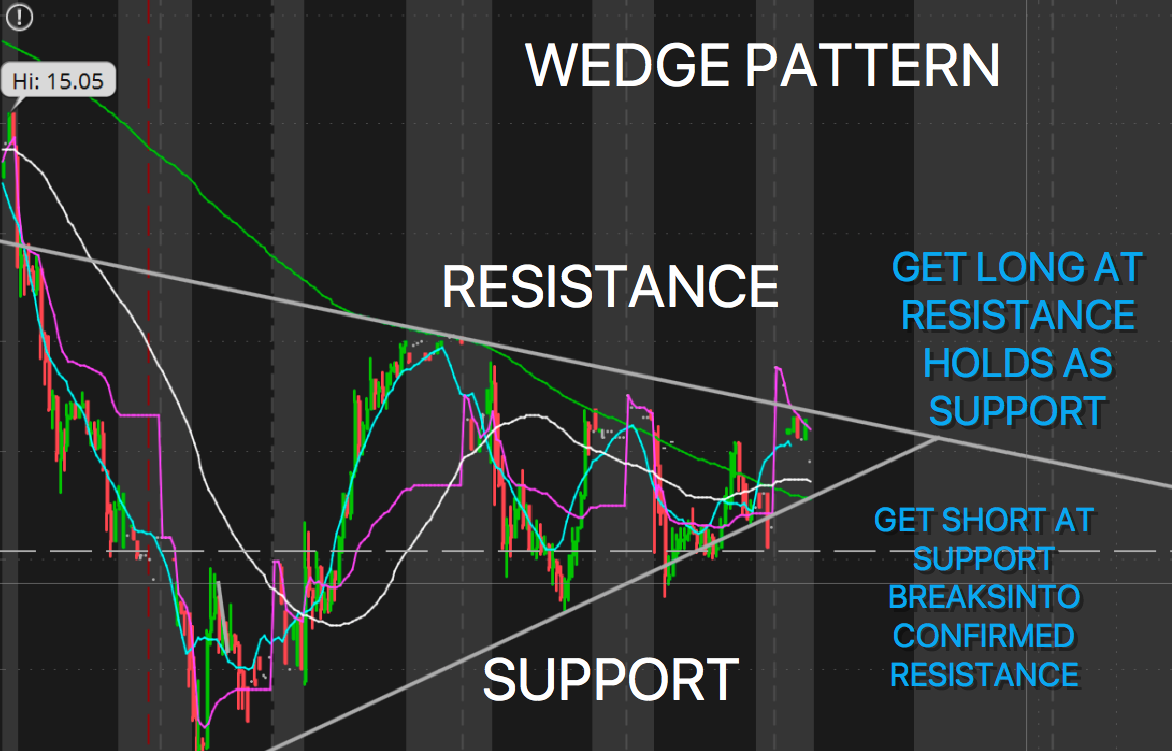 !
WEDGE PATTERN
Hi: 15.05
RESISTANCE
GET LONG AT
RESISTANCE
HOLDS AS
SUPPORT
GET SHORT AT
SUPPORT
BREAKSINTO
CONFIRMED
RESISTANCE
SUPPORT